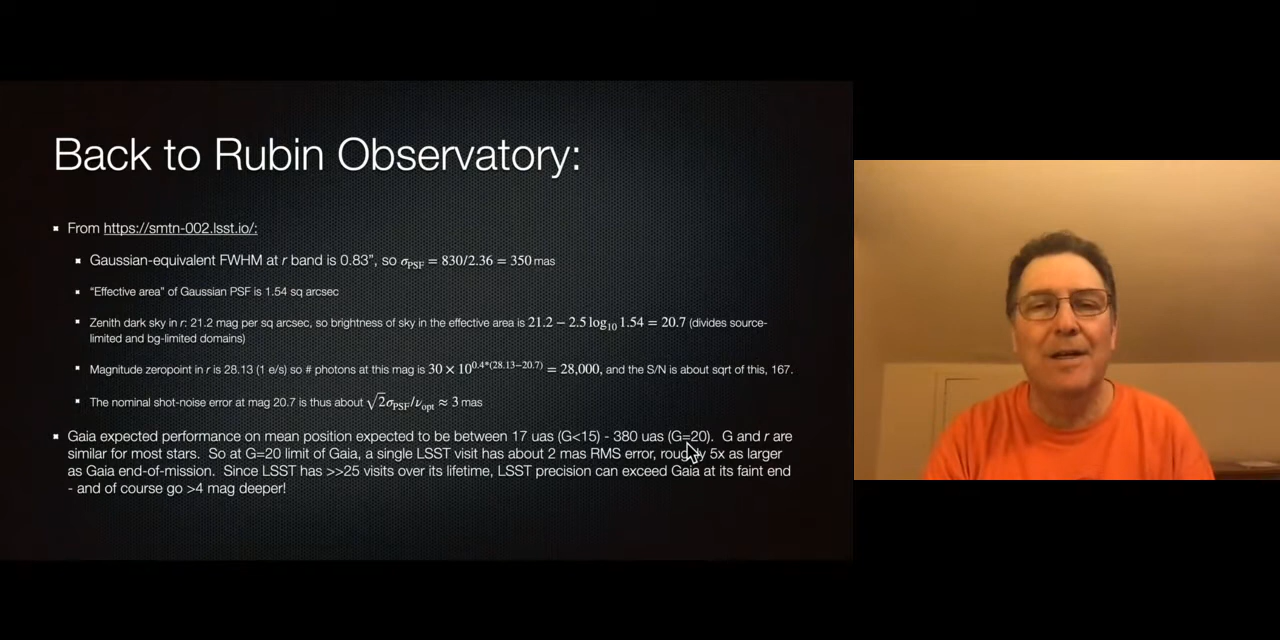 Back to Rubin Observatory:
▪ From https://smtn-002.lsst.io/:
▪ Gaussian-equivalent FWHM at r band is 0.83”, so σ_PSF = 830/2.36 = 350 mas
▪ “Effective area” of Gaussian PSF is 1.54 sq arcsec
▪ Zenith dark sky in r: 21.2 mag per sq arcsec, so brightness of sky in the effective area is 21.2 − 2.5 log₁₀ 1.54 = 20.7 (divides source-
limited and bg-limited domains)
▪ Magnitude zeropoint in r is 28.13 (1 e/s) so # photons at this mag is 30 × 10^{0.4*(28.13−20.7)} = 28,000, and the S/N is about sqrt of this, 167.
▪ The nominal shot-noise error at mag 20.7 is thus about √2σ_PSF/ν_opt ≈ 3 mas
▪ Gaia expected performance on mean position expected to be between 17 uas (G<15) - 380 uas (G=20). G and r are
similar for most stars. So at G=20 limit of Gaia, a single LSST visit has about 2 mas RMS error, roughly 5x as larger
as Gaia end-of-mission. Since LSST has >>25 visits over its lifetime, LSST precision can exceed Gaia at its faint end
- and of course go >4 mag deeper!